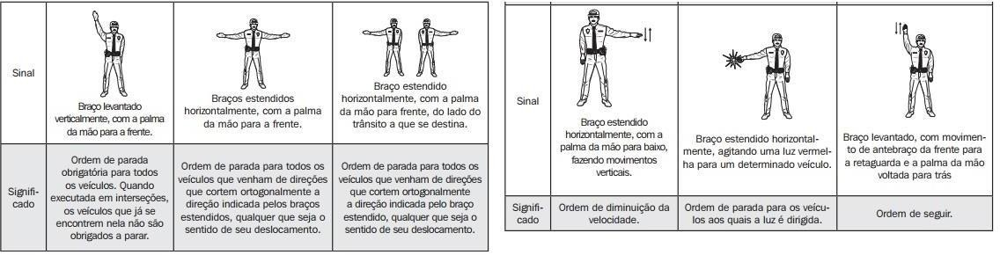 Sinal
Braço levantado
verticalmente, com a palma
da mão para a frente.
Braços estendidos
horizontalmente, com a palma
da mão para a frente.
Braço estendido
horizontalmente, com a palma
da mão para frente, do lado do
trânsito a que se destina.
Signifi-
cado
Ordem de parada
obrigatória para todos
os veículos. Quando
executada em interseções,
os veículos que já se
encontrem nela não são
obrigados a parar.
Ordem de parada para todos os
veículos que venham de direções
que cortem ortogonalmente a
direção indicada pelos braços
estendidos, qualquer que seja o
sentido de seu deslocamento.
Ordem de parada para todos os
veículos que venham de direções
que cortem ortogonalmente
a direção indicada pelo braço
estendido, qualquer que seja o
sentido de seu deslocamento.
Sinal
Braço estendido
horizontalmente, com a
palma da mão para baixo,
fazendo movimentos
verticais.
Braço estendido horizontal-
mente, agitando uma luz verme-
lha para um determinado veículo.
Braço levantado, com movimen-
to de antebraço da frente para
a retaguarda e a palma da mão
voltada para trás
Signifi-
cado
Ordem de diminuição da
velocidade.
Ordem de parada para os veícu-
los aos quais a luz é dirigida.
Ordem de seguir.